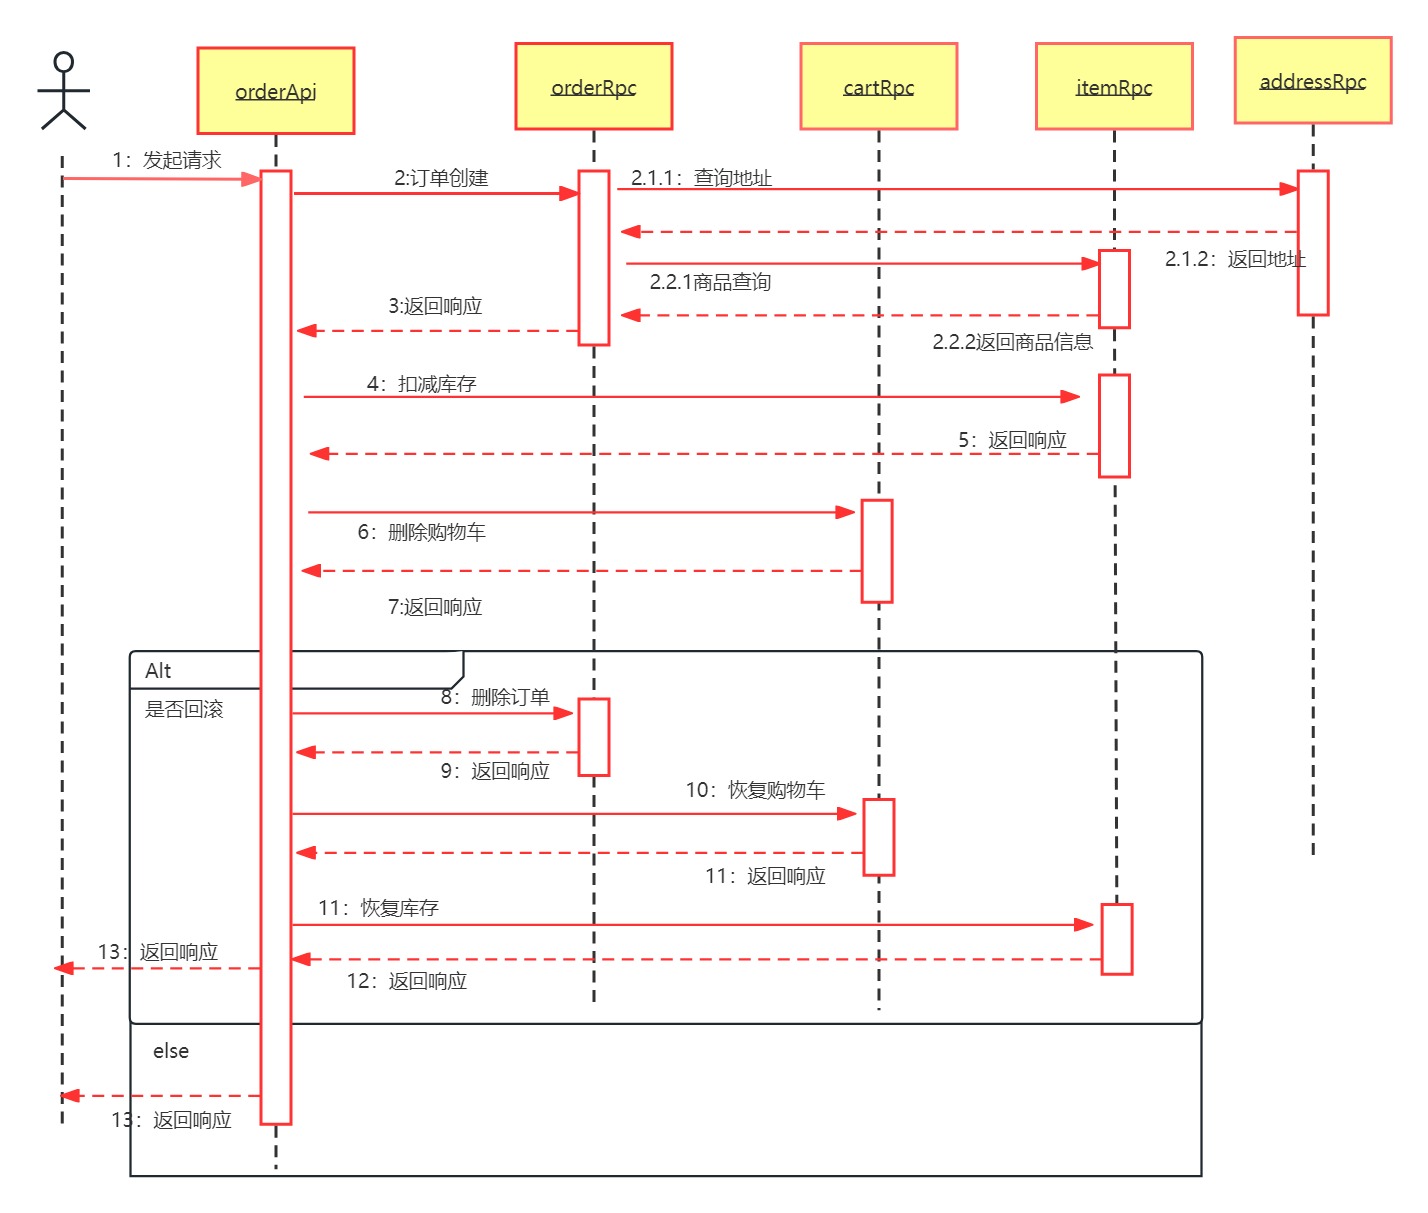 orderApi
orderRpc
cartRpc
itemRpc
addressRpc
1：发起请求
2:订单创建
2.1.1：查询地址
2.1.2：返回地址
2.2.1商品查询
3:返回响应
2.2.2返回商品信息
4：扣减库存
5：返回响应
6：删除购物车
7:返回响应
Alt
是否回滚
8：删除订单
9：返回响应
10：恢复购物车
11：返回响应
11：恢复库存
13：返回响应
12：返回响应
else
13：返回响应